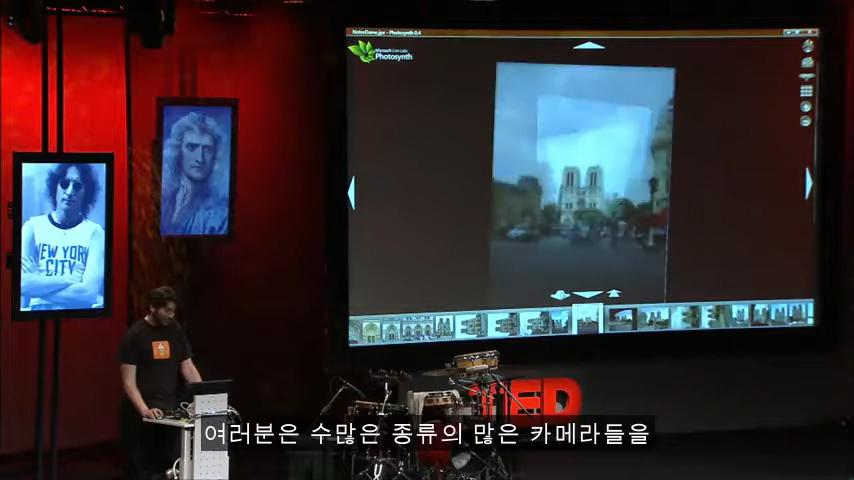 NotreDame.jpx - Photosynth 0.4
Microsoft Live Labs
Photosynth
NEW YORK
CITY
TED
여러분은 수많은 종류의 많은 카메라들을